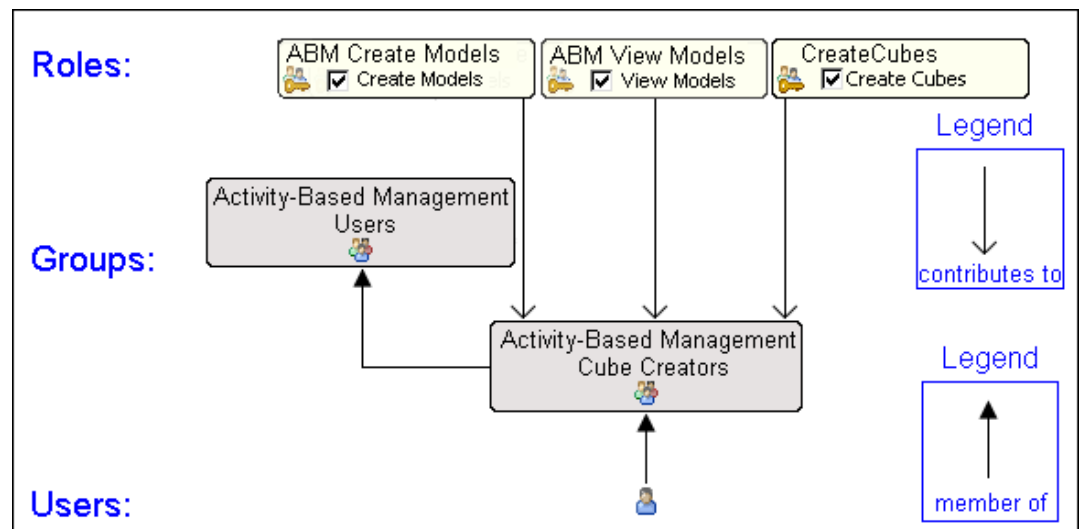 Roles:
ABM Create Models
Create Models
ABM View Models
View Models
CreateCubes
Create Cubes
Legend
contributes to
Activity-Based Management
Users
Groups:
Activity-Based Management
Cube Creators
Legend
member of
Users: